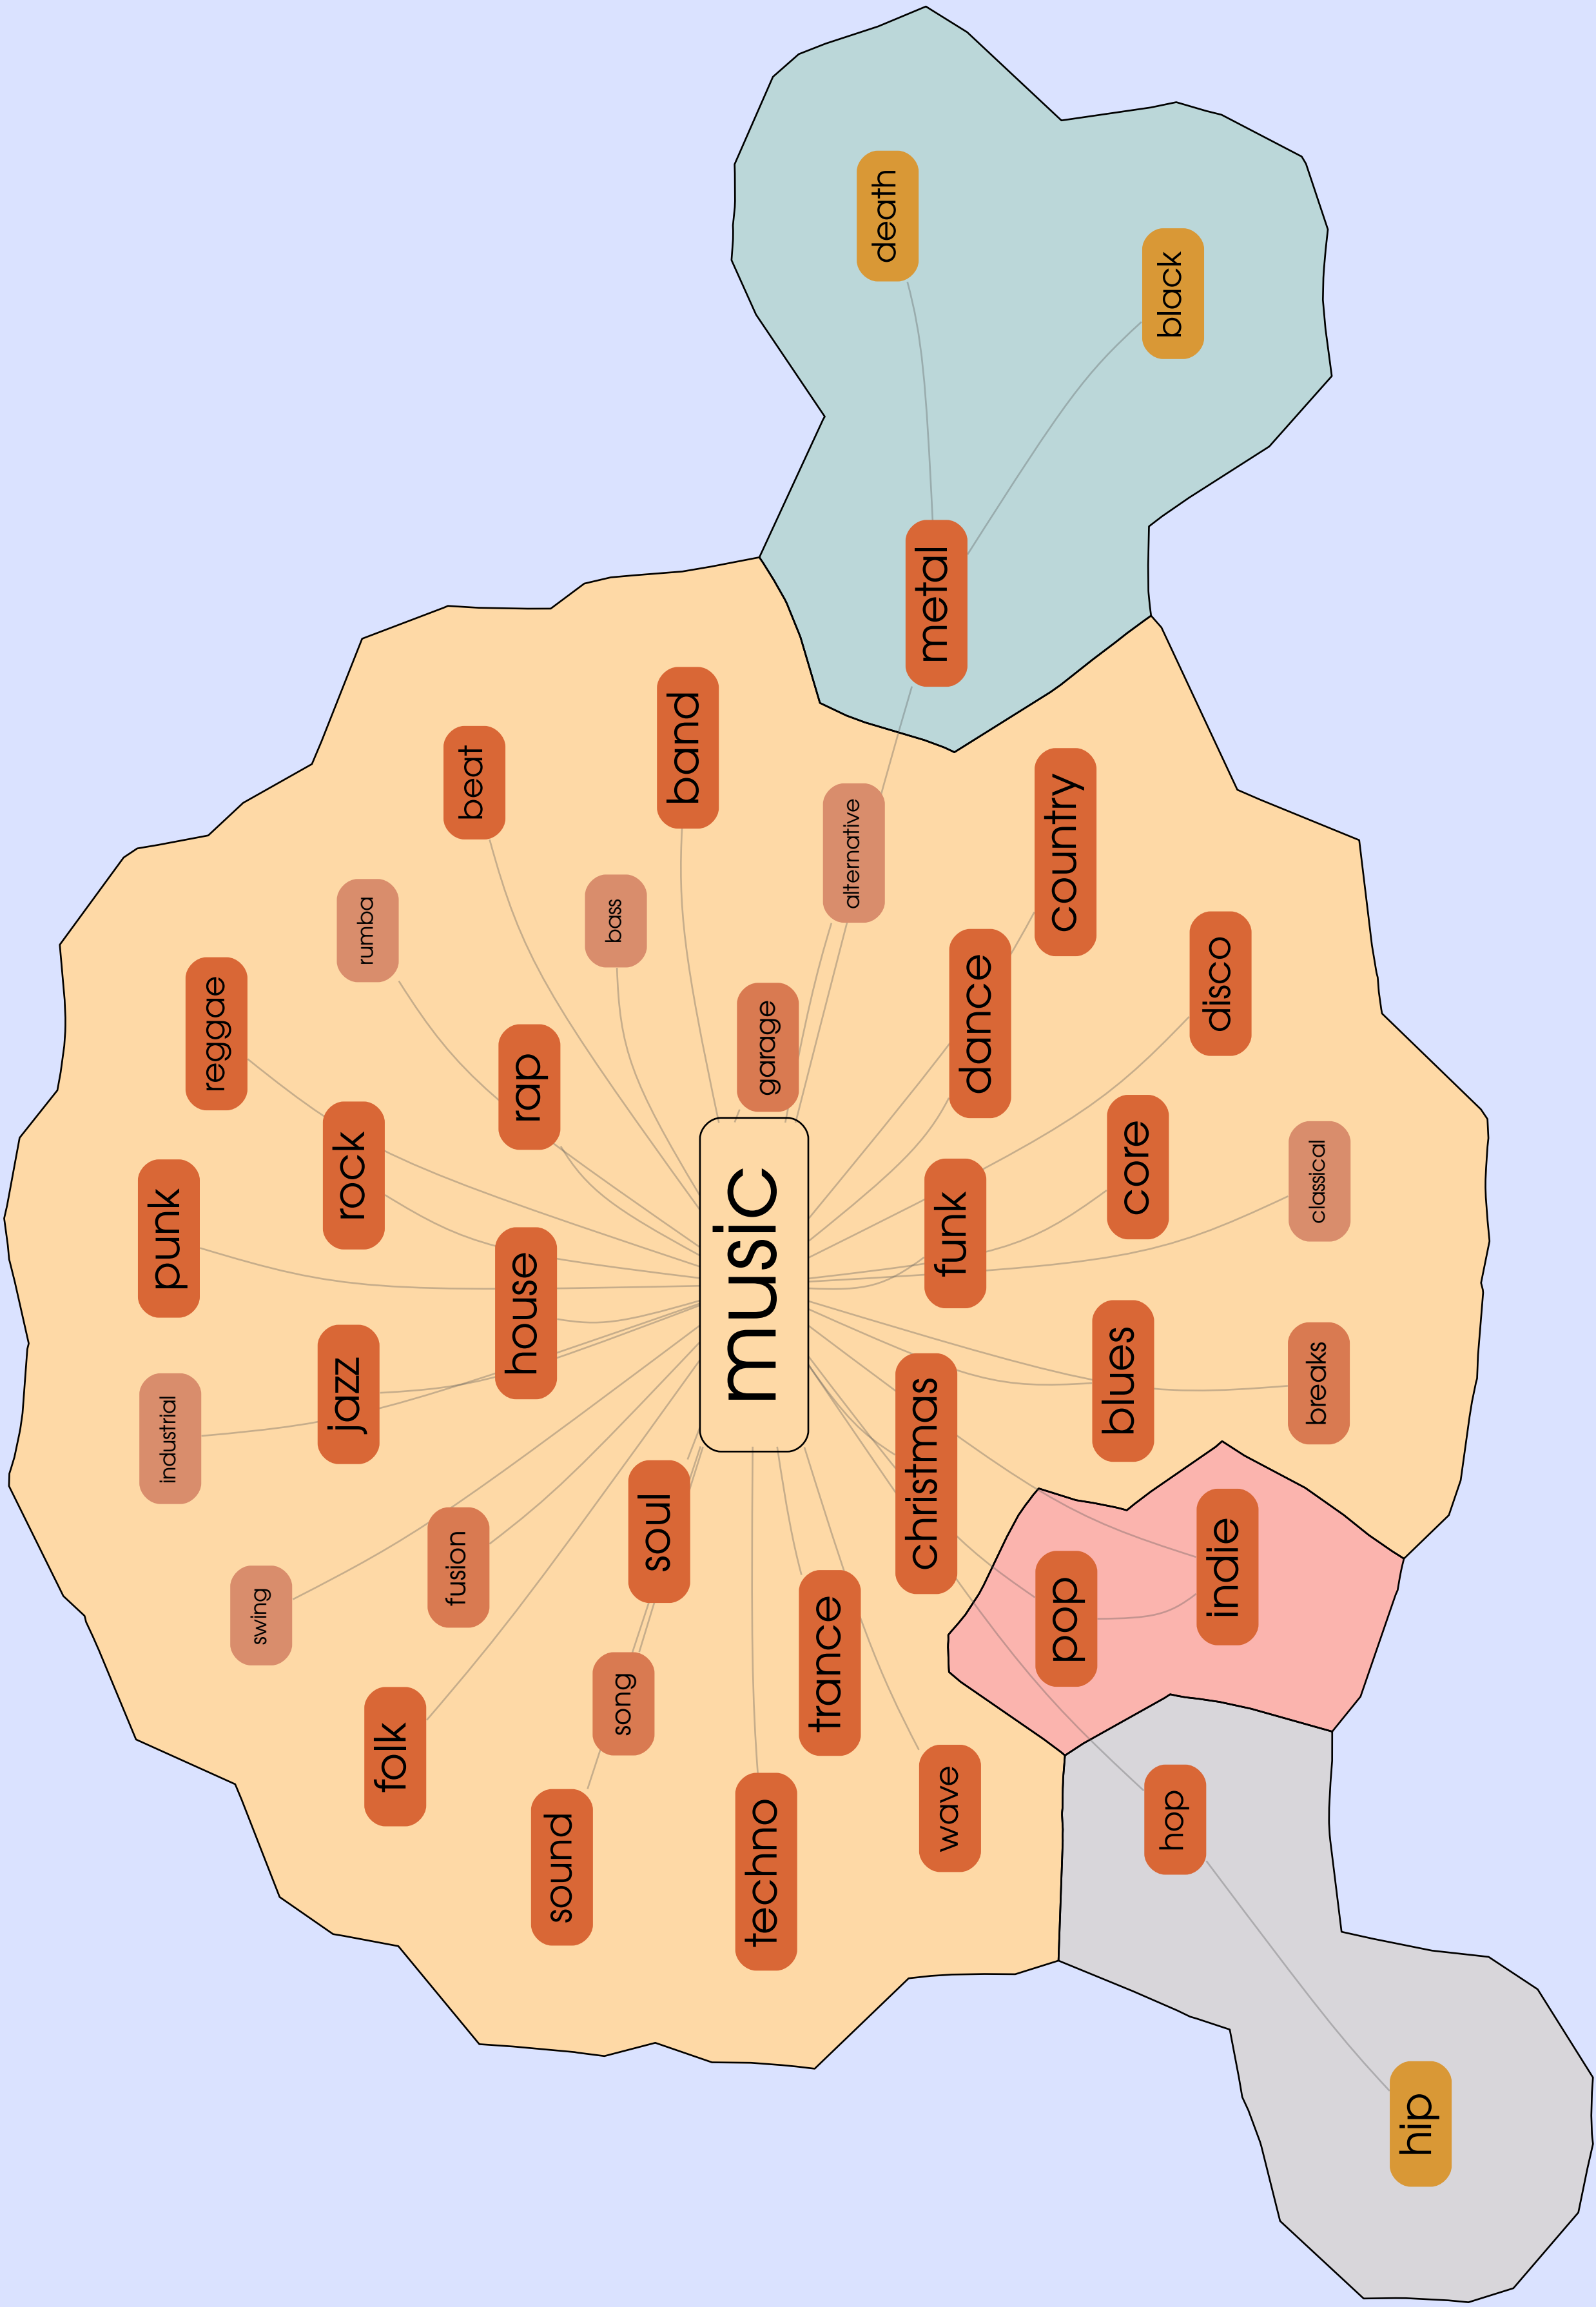 death
black
metal
band
beat
alternative
country
rumba
bass
disco
reggae
garage
dance
rap
rock
core
classical
punk
funk
music
house
jazz
blues
breaks
industrial
christmas
soul
fusion
indie
swing
pop
song
trance
folk
wave
hop
sound
techno
hip